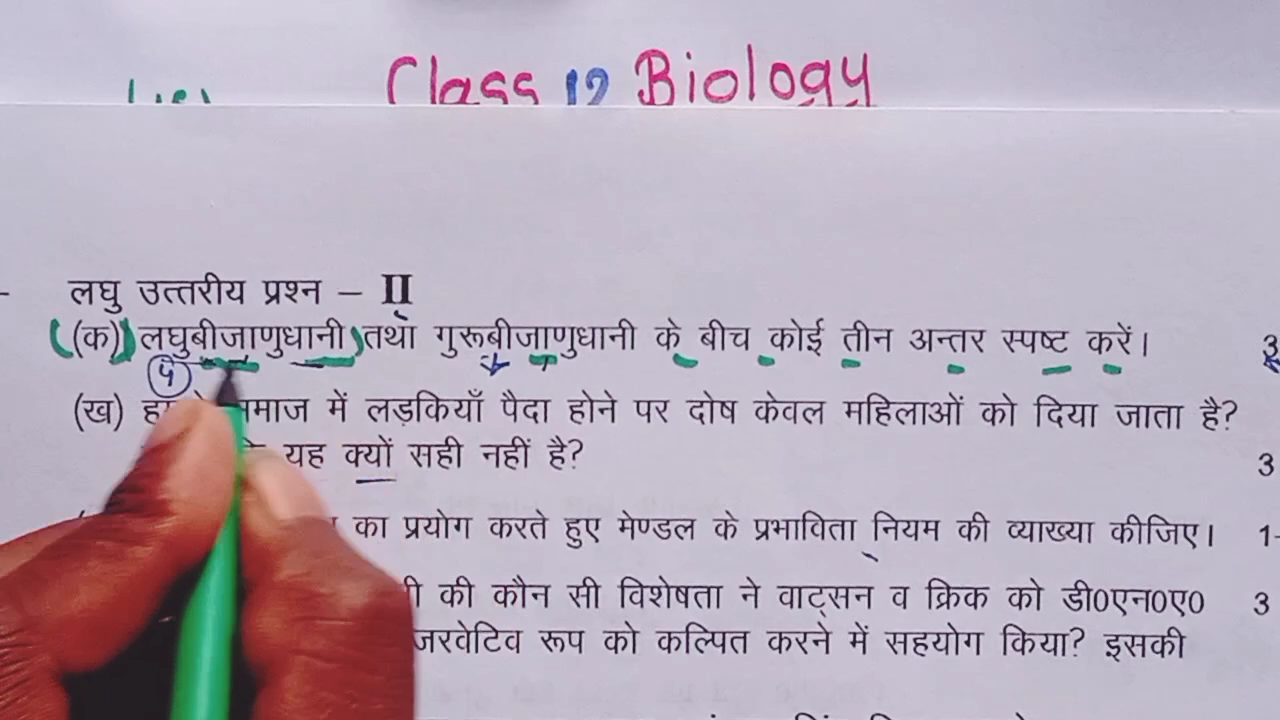 Class 12 Biology
लघु उत्तरीय प्रश्न – II
(क) लघुबीजाणुधानी तथा गुरूबीजाणुधानी के बीच कोई तीन अन्तर स्पष्ट करें। 3
(ख) समाज में लड़कियाँ पैदा होने पर दोष केवल महिलाओं को दिया जाता है?
यह क्यों सही नहीं है? 3
का प्रयोग करते हुए मेण्डल के प्रभाविता नियम की व्याख्या कीजिए। 1-
की कौन सी विशेषता ने वाट्सन व क्रिक को डी0एन0ए0 3
रूप को कल्पित करने में सहयोग किया? इसकी